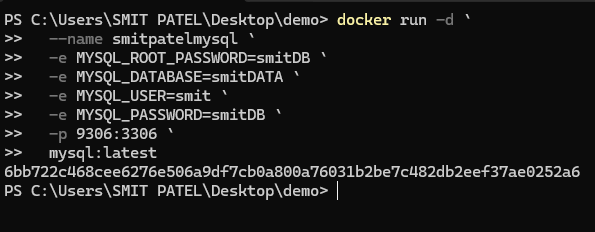 PS C:\Users\SMIT PATEL\Desktop\demo> docker run -d `
>>   --name smitpatelmysql `
>>   -e MYSQL_ROOT_PASSWORD=smitDB `
>>   -e MYSQL_DATABASE=smitDATA `
>>   -e MYSQL_USER=smit `
>>   -e MYSQL_PASSWORD=smitDB `
>>   -p 9306:3306 `
>>   mysql:latest
6bb722c468cee6276e506a9df7cb0a800a76031b2be7c482db2eef37ae0252a6
PS C:\Users\SMIT PATEL\Desktop\demo>